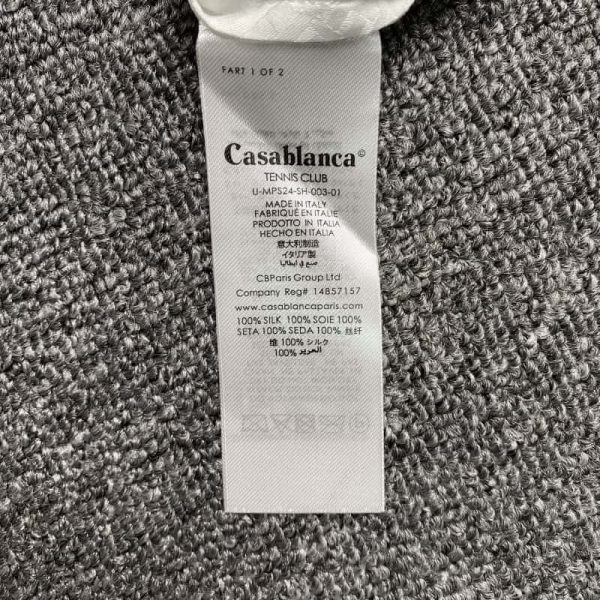 PART 1 OF 2
Casablanca©
TENNIS CLUB
U-MPS24-SH-003-01
MADE IN ITALY
FABRIQUÉ EN ITALIE
PRODOTTO IN ITALIA
HECHO EN ITALIA
意大利制造
イタリア製
صنع في ايطاليا
CBParis Group Ltd
Company Reg# 14857157
www.casablancaparis.com
100% SILK 100% SOIE 100%
SETA 100% SEDA 100% 丝纤
维 100% シルク
100% الحرير